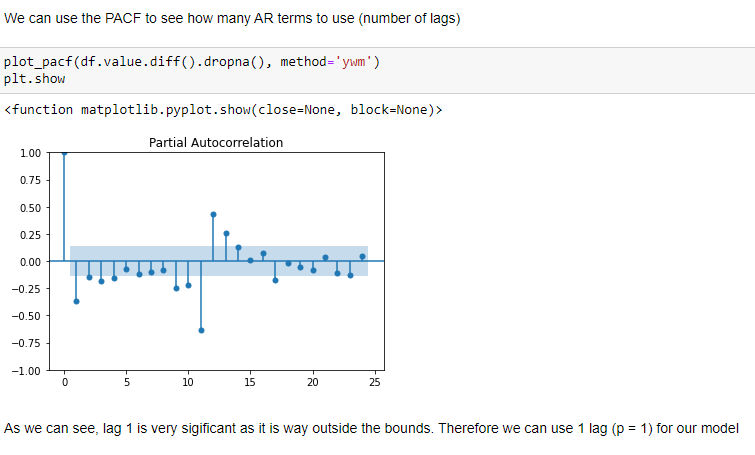 We can use the PACF to see how many AR terms to use (number of lags)
plot_pacf(df.value.diff().dropna(), method='ywm')
plt.show
<function matplotlib.pyplot.show(close=None, block=None)>
Partial Autocorrelation
1.00
0.75
0.50
0.25
0.00
−0.25
−0.50
−0.75
−1.00
0 5 10 15 20 25
As we can see, lag 1 is very sigificant as it is way outside the bounds. Therefore we can use 1 lag (p = 1) for our model